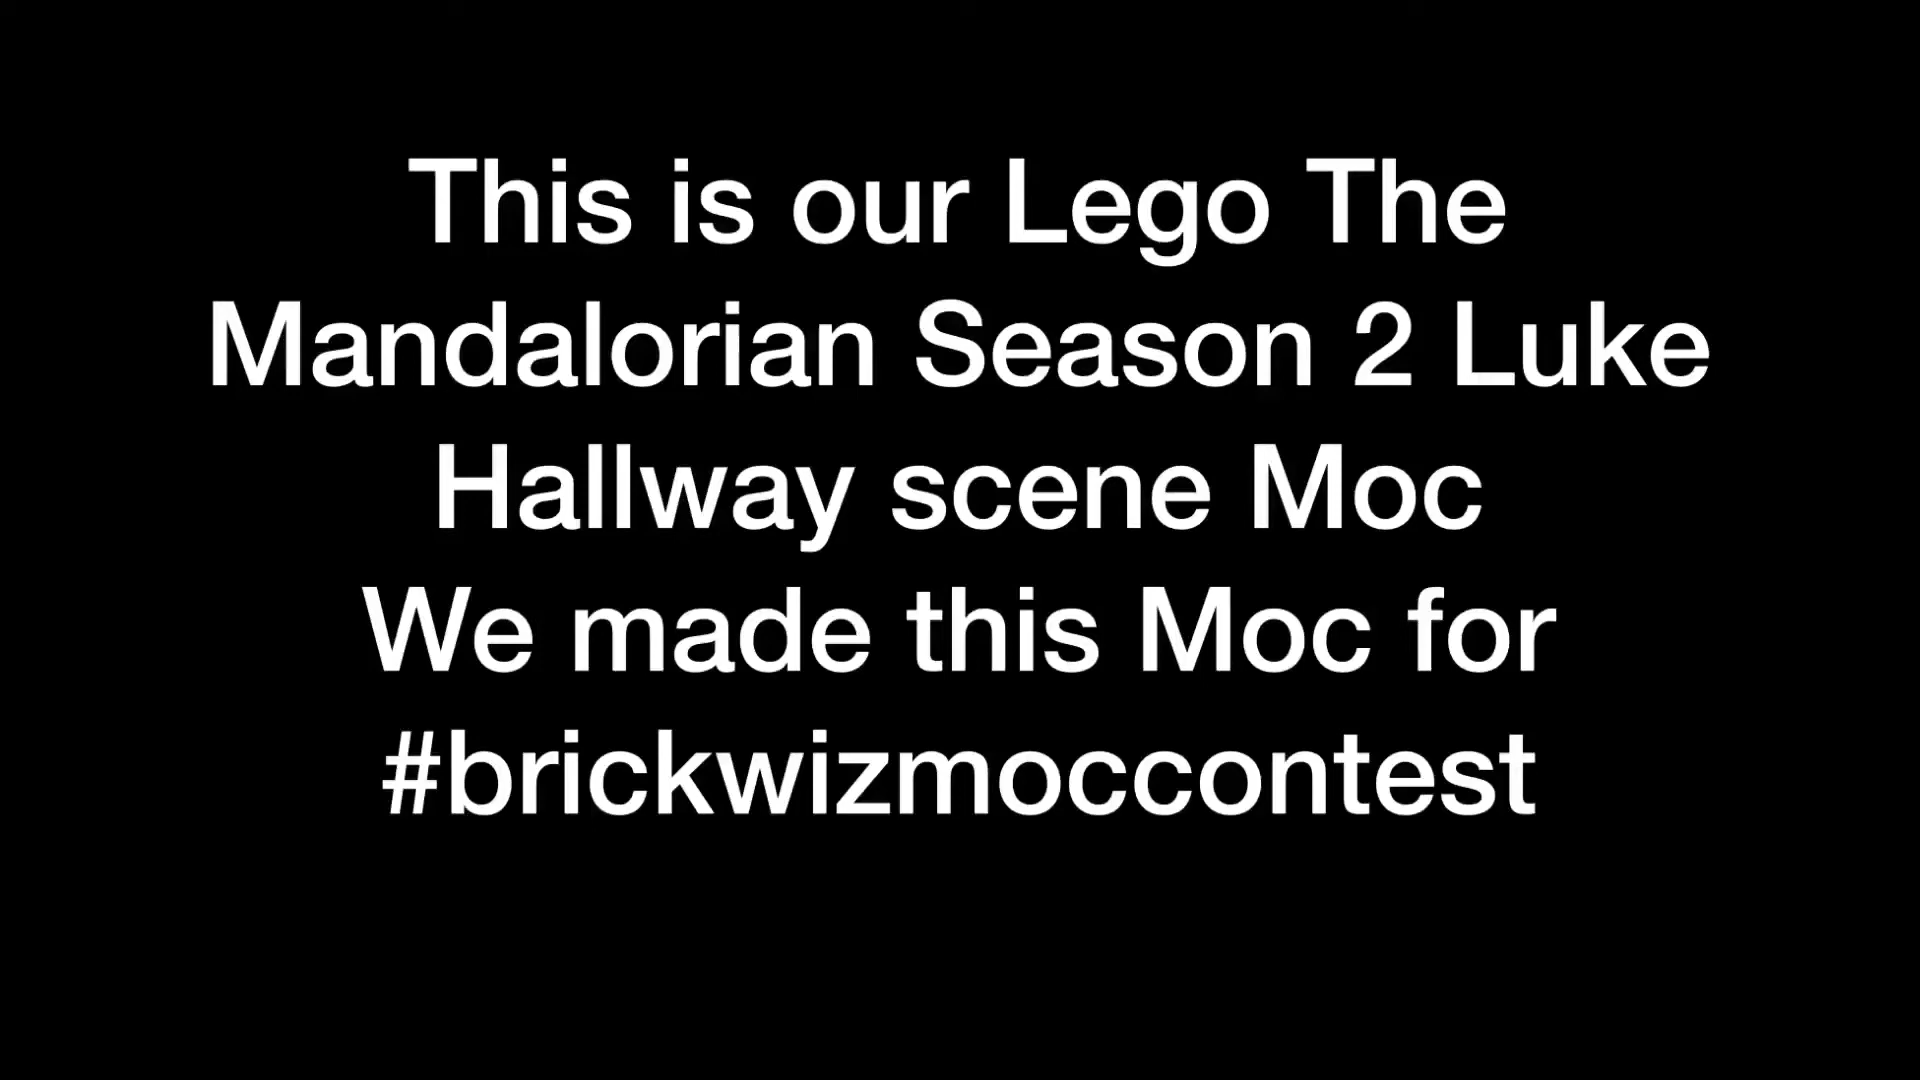 This is our Lego The
Mandalorian Season 2 Luke
Hallway scene Moc
We made this Moc for
#brickwizmoccontest